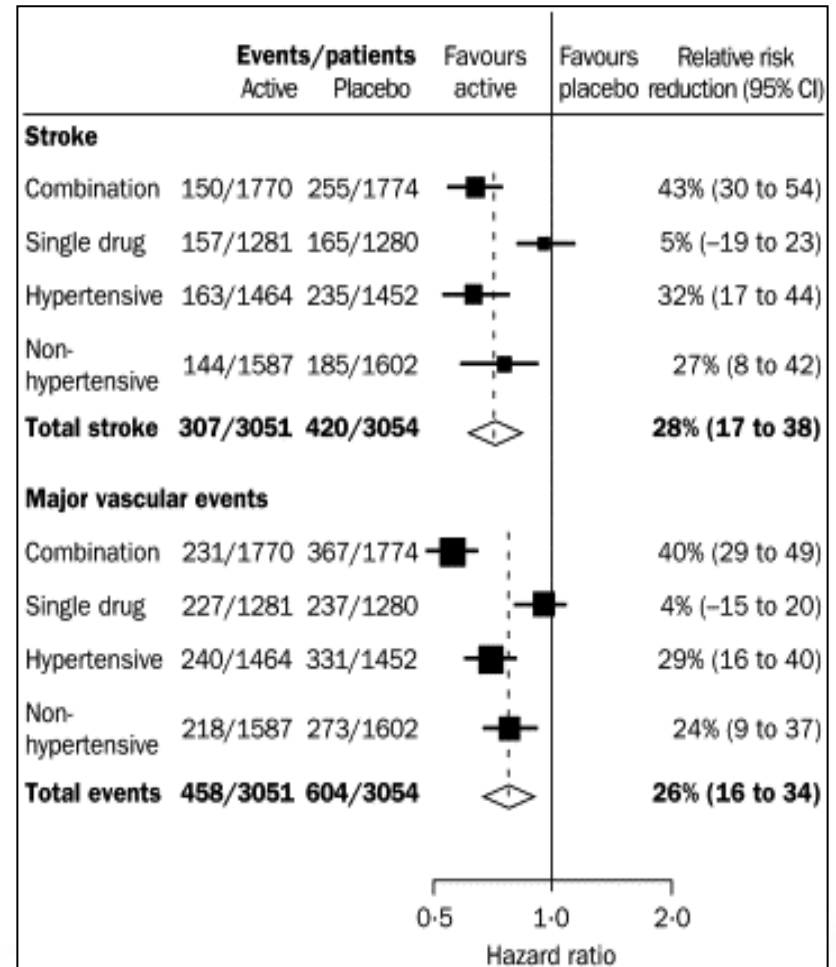 Events/patients Favours Favours Relative risk
Active Placebo active placebo reduction (95% CI)
Stroke
Combination 150/1770 255/1774 43% (30 to 54)
Single drug 157/1281 165/1280 5% (–19 to 23)
Hypertensive 163/1464 235/1452 32% (17 to 44)
Non-
hypertensive 144/1587 185/1602 27% (8 to 42)
Total stroke 307/3051 420/3054 28% (17 to 38)
Major vascular events
Combination 231/1770 367/1774 40% (29 to 49)
Single drug 227/1281 237/1280 4% (–15 to 20)
Hypertensive 240/1464 331/1452 29% (16 to 40)
Non-
hypertensive 218/1587 273/1602 24% (9 to 37)
Total events 458/3051 604/3054 26% (16 to 34)
0·5 1·0 2·0
Hazard ratio